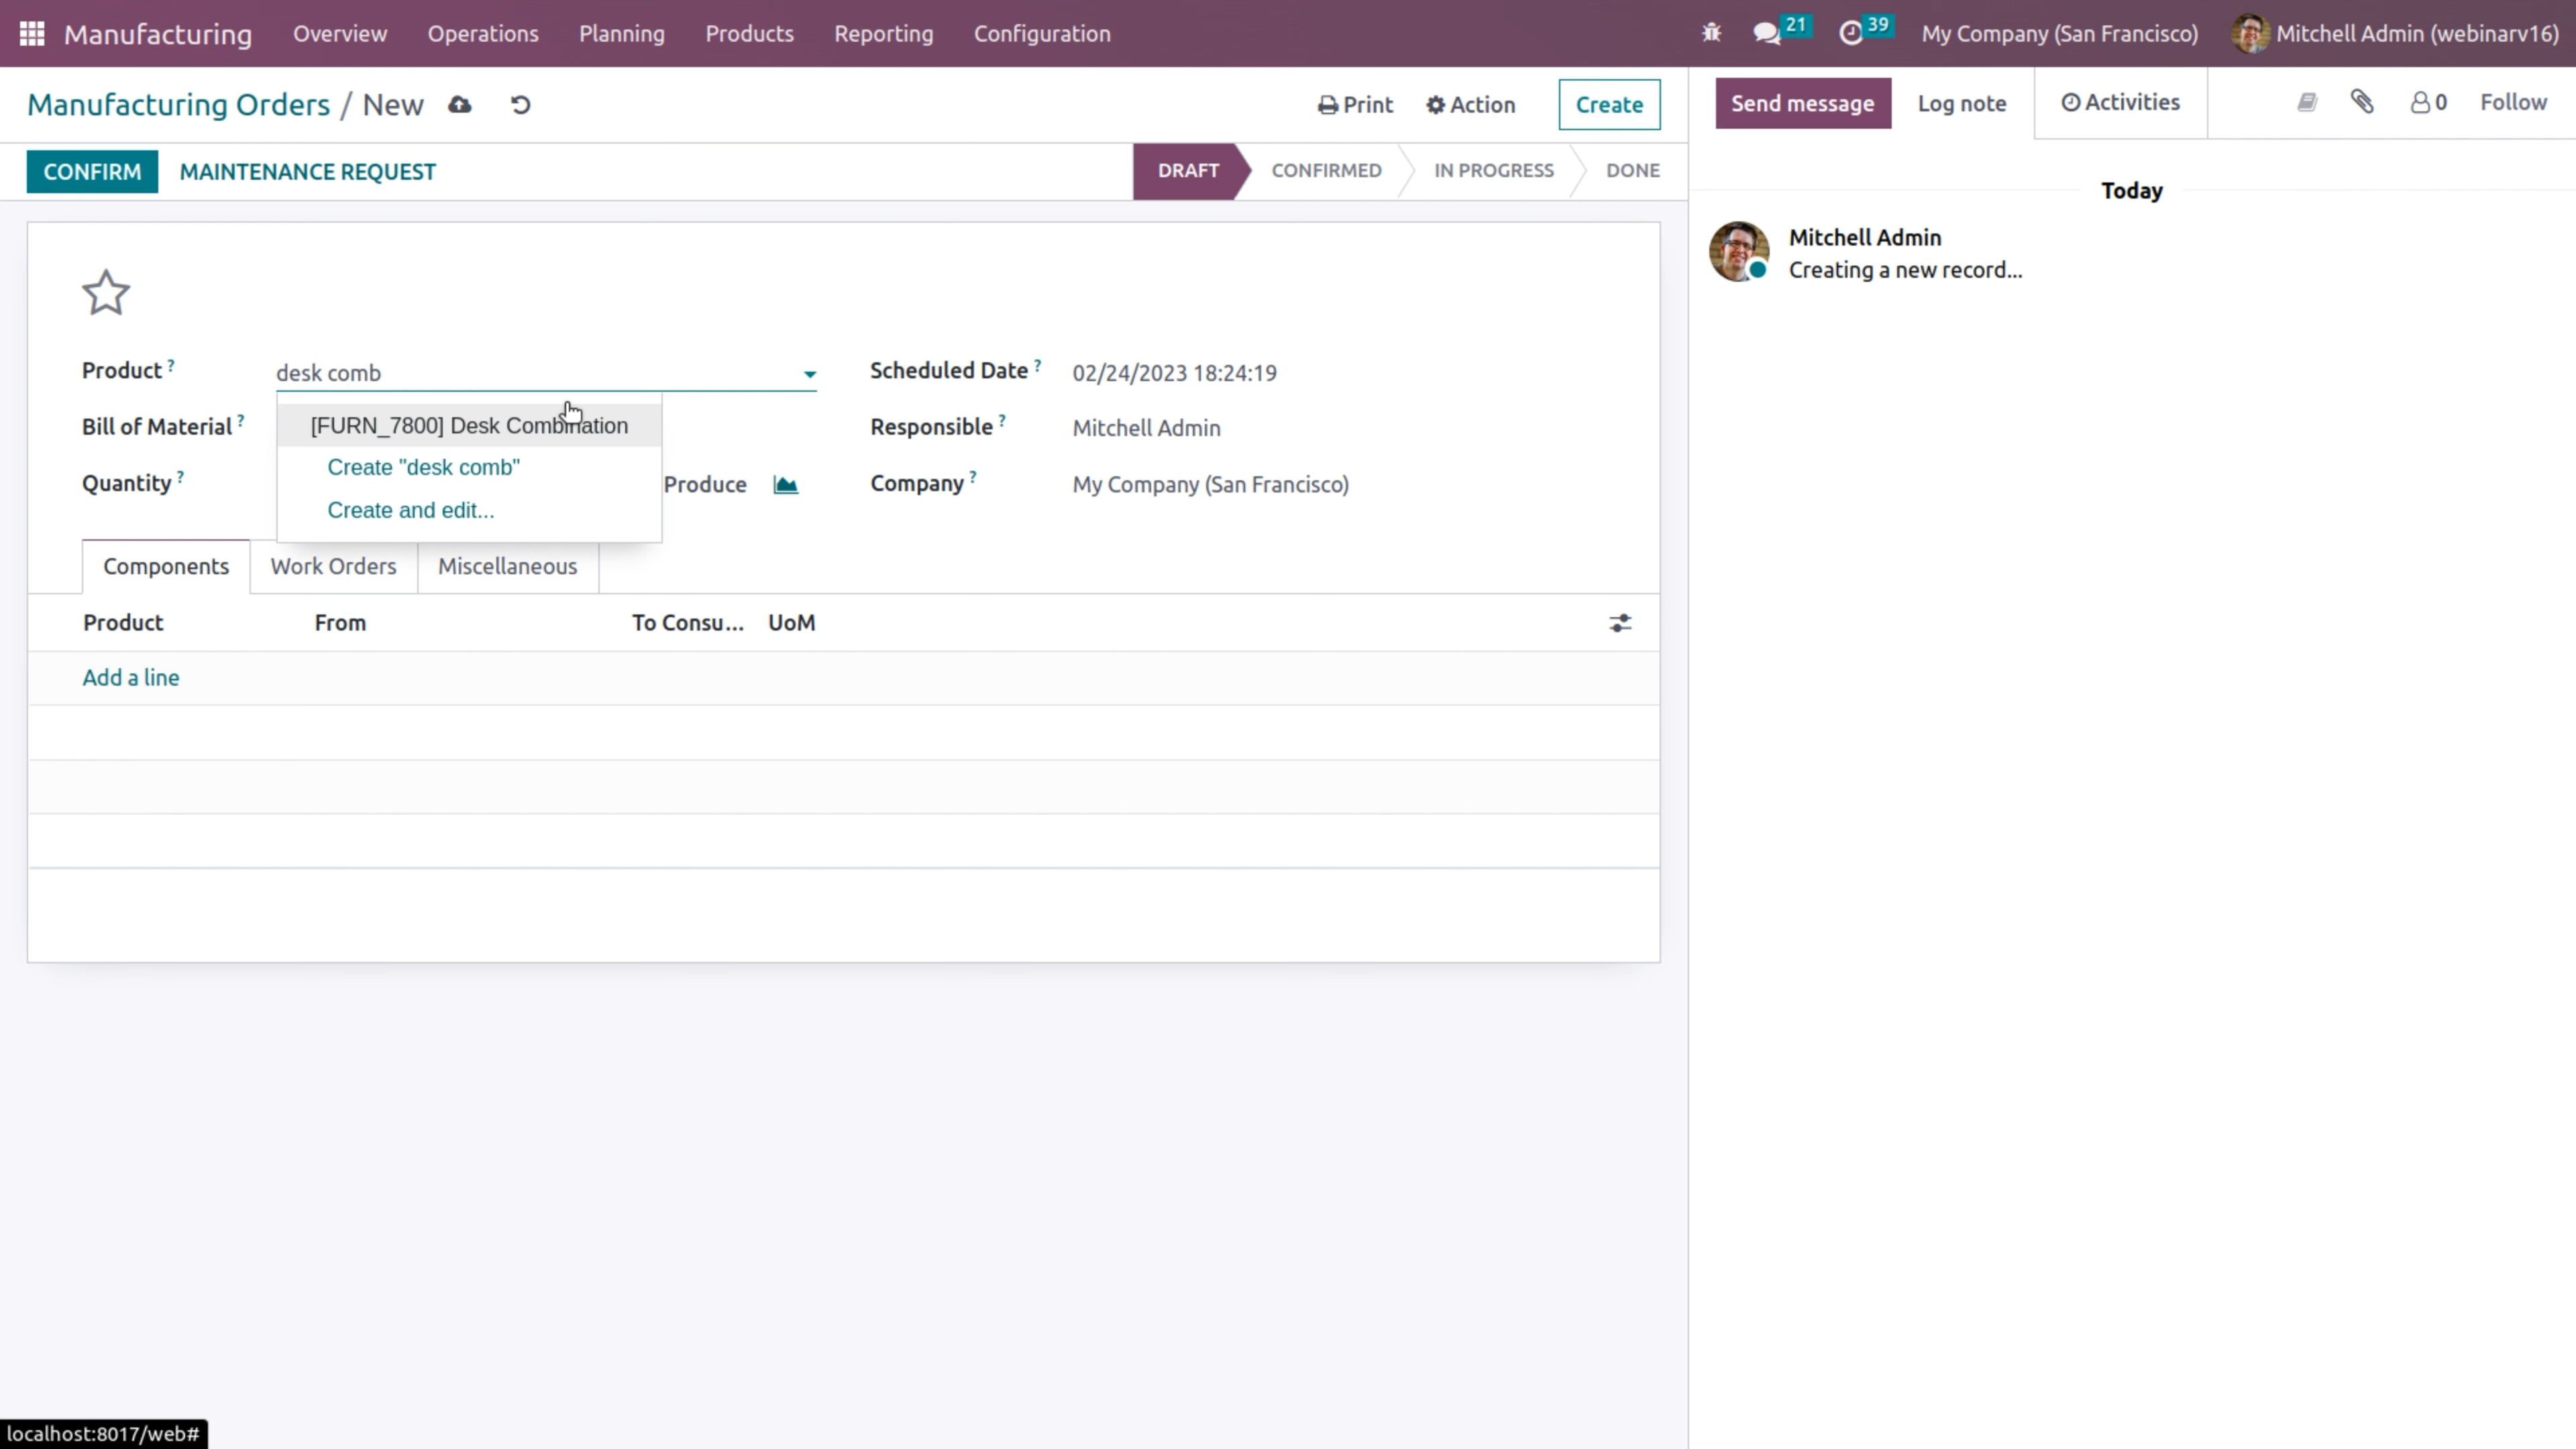 Manufacturing Overview Operations Planning Products Reporting Configuration 21 39 My Company (San Francisco) Mitchell Admin (webinarv16)
Manufacturing Orders / New Print Action Create Send message Log note Activities 0 Follow
CONFIRM MAINTENANCE REQUEST DRAFT CONFIRMED IN PROGRESS DONE
Today
Mitchell Admin
Creating a new record...
Product ? desk comb Scheduled Date ? 02/24/2023 18:24:19
[FURN_7800] Desk Combination
Bill of Material ? Responsible ? Mitchell Admin
Create "desk comb"
Quantity ? Produce Company ? My Company (San Francisco)
Create and edit...
Components Work Orders Miscellaneous
Product From To Consu... UoM
Add a line
localhost:8017/web#